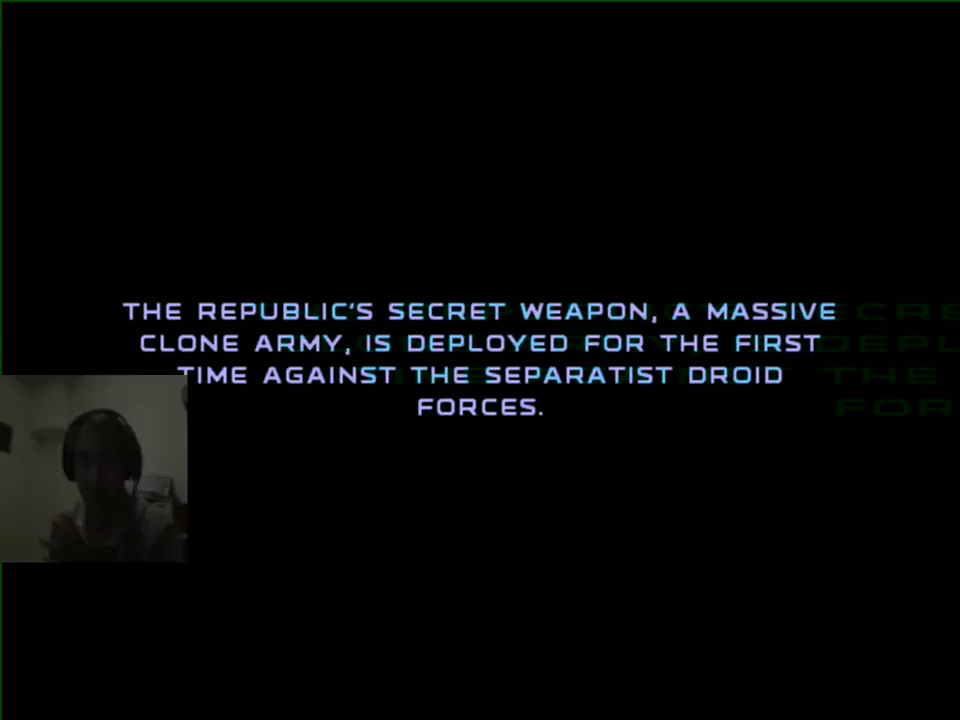 THE REPUBLIC'S SECRET WEAPON, A MASSIVE
CLONE ARMY, IS DEPLOYED FOR THE FIRST
TIME AGAINST THE SEPARATIST DROID
FORCES.